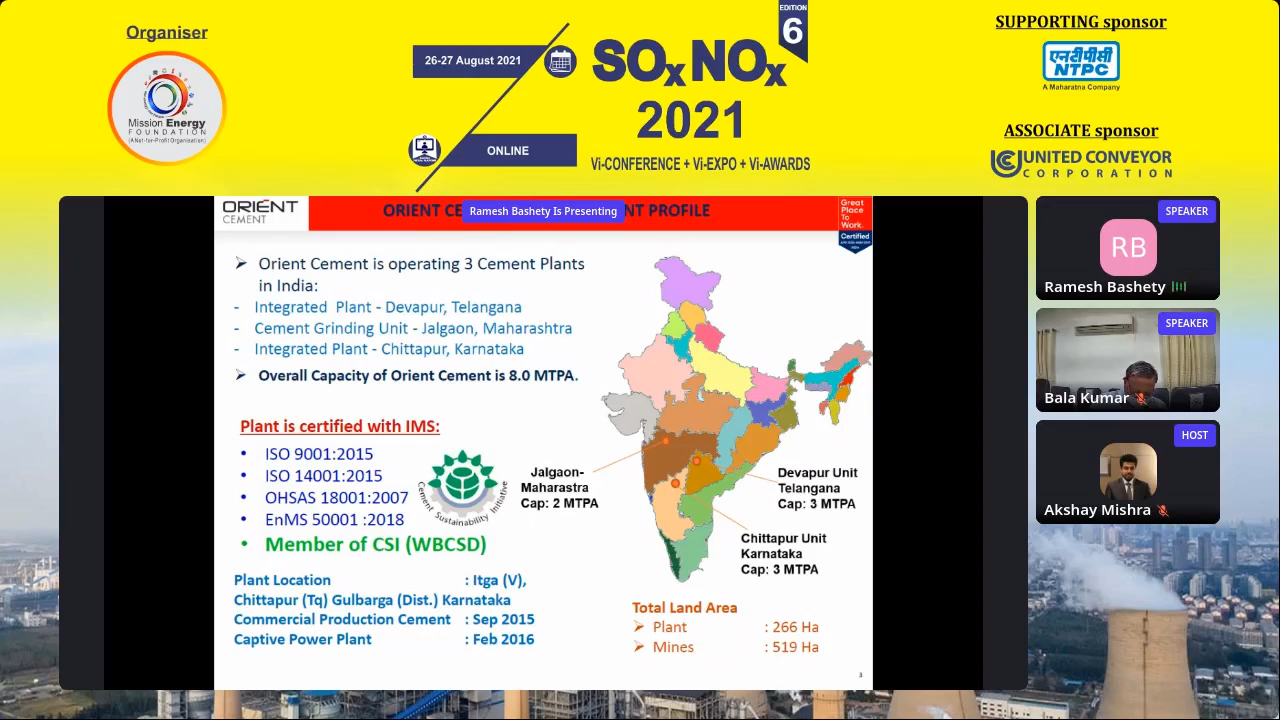 Organiser
Mission Energy
FOUNDATION
(A Not-for-Profit Organisation)
26-27 August 2021
ONLINE
EDITION
6
SOxNOx
2021
Vi-CONFERENCE + Vi-EXPO + Vi-AWARDS
SUPPORTING sponsor
एनटीपीसी
NTPC
A Maharatna Company
ASSOCIATE sponsor
UNITED CONVEYOR
CORPORATION
ORIENT
CEMENT
ORIENT CE
Ramesh Bashety Is Presenting
NT PROFILE
Great
Place
To
Work.
Certified
➢ Orient Cement is operating 3 Cement Plants
in India:
- Integrated Plant - Devapur, Telangana
- Cement Grinding Unit - Jalgaon, Maharashtra
- Integrated Plant - Chittapur, Karnataka
➢ Overall Capacity of Orient Cement is 8.0 MTPA.
Plant is certified with IMS:
• ISO 9001:2015
• ISO 14001:2015
• OHSAS 18001:2007
• EnMS 50001 :2018
• Member of CSI (WBCSD)
Cement Sustainability Initiative
Plant Location : Itga (V),
Chittapur (Tq) Gulbarga (Dist.) Karnataka
Commercial Production Cement : Sep 2015
Captive Power Plant : Feb 2016
Jalgaon-
Maharastra
Cap: 2 MTPA
Devapur Unit
Telangana
Cap: 3 MTPA
Chittapur Unit
Karnataka
Cap: 3 MTPA
Total Land Area
➢ Plant : 266 Ha
➢ Mines : 519 Ha
3
SPEAKER
RB
Ramesh Bashety
SPEAKER
Bala Kumar
HOST
Akshay Mishra